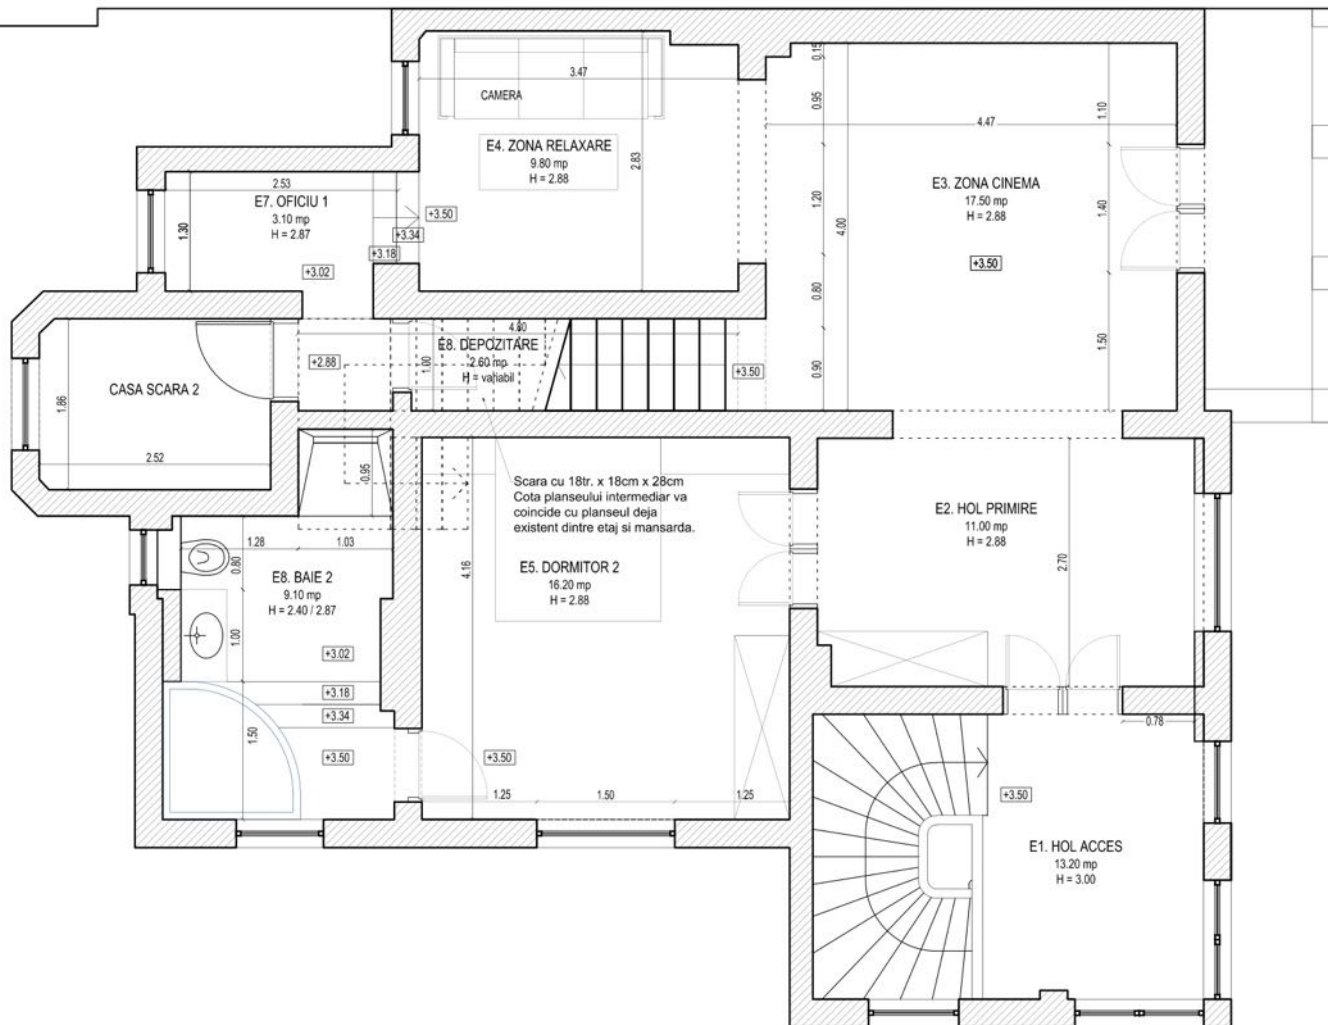 CAMERA
3.47
E4. ZONA RELAXARE
9.80 mp
H = 2.88
2.83
0.15
0.95
1.20
0.80
0.90
4.00
4.47
1.10
1.40
1.50
E3. ZONA CINEMA
17.50 mp
H = 2.88
+3.50
2.53
E7. OFICIU 1
3.10 mp
H = 2.87
1.30
+3.50
+3.34
+3.18
+3.02
CASA SCARA 2
1.86
2.52
+2.88
4.80
E8. DEPOZITARE
2.60 mp
H = variabil
1.00
+3.50
0.95
Scara cu 18tr. x 18cm x 28cm
Cota planseului intermediar va
coincide cu planseul deja
existent dintre etaj si mansarda.
E2. HOL PRIMIRE
11.00 mp
H = 2.88
2.70
1.28
1.03
0.80
E8. BAIE 2
9.10 mp
H = 2.40 / 2.87
1.00
+3.02
+3.18
+3.34
+3.50
1.50
4.16
E5. DORMITOR 2
16.20 mp
H = 2.88
+3.50
1.25
1.50
1.25
0.78
+3.50
E1. HOL ACCES
13.20 mp
H = 3.00